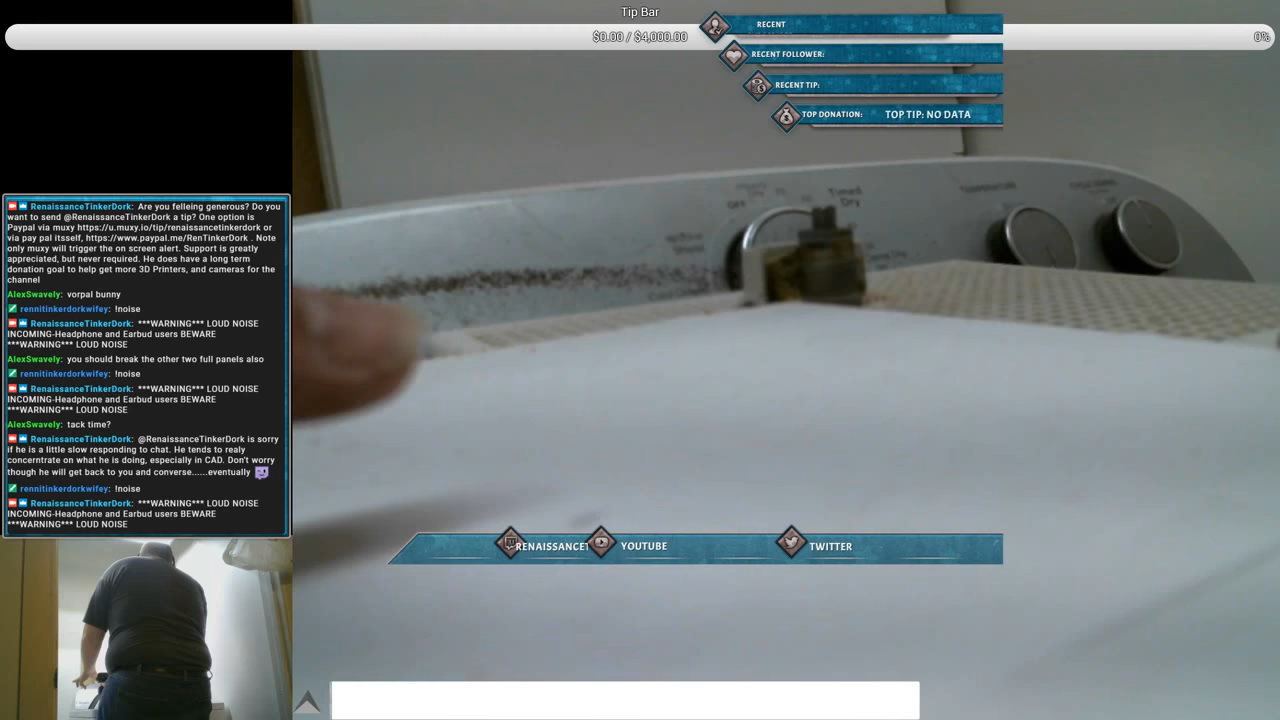 Tip Bar
$0.00 / $4,000.00
0%
RECENT
RECENT FOLLOWER:
RECENT TIP:
TOP DONATION: TOP TIP: NO DATA
OFF
Timed
Dry
TEMPERATURE
RenaissanceTinkerDork: Are you felleing generous? Do you
want to send @RenaissanceTinkerDork a tip? One option is
Paypal via muxy https://u.muxy.io/tip/renaissancetinkerdork or
via pay pal itsself, https://www.paypal.me/RenTinkerDork . Note
only muxy will trigger the on screen alert. Support is greatly
appreciated, but never required. He does have a long term
donation goal to help get more 3D Printers, and cameras for the
channel
AlexSwavely: vorpal bunny
rennitinkerdorkwifey: !noise
RenaissanceTinkerDork: ***WARNING*** LOUD NOISE
INCOMING-Headphone and Earbud users BEWARE
***WARNING*** LOUD NOISE
AlexSwavely: you should break the other two full panels also
rennitinkerdorkwifey: !noise
RenaissanceTinkerDork: ***WARNING*** LOUD NOISE
INCOMING-Headphone and Earbud users BEWARE
***WARNING*** LOUD NOISE
AlexSwavely: tack time?
RenaissanceTinkerDork: @RenaissanceTinkerDork is sorry
if he is a little slow responding to chat. He tends to realy
concerntrate on what he is doing, especially in CAD. Don't worry
though he will get back to you and converse......eventually
rennitinkerdorkwifey: !noise
RenaissanceTinkerDork: ***WARNING*** LOUD NOISE
INCOMING-Headphone and Earbud users BEWARE
***WARNING*** LOUD NOISE
RENAISSANCET YOUTUBE TWITTER